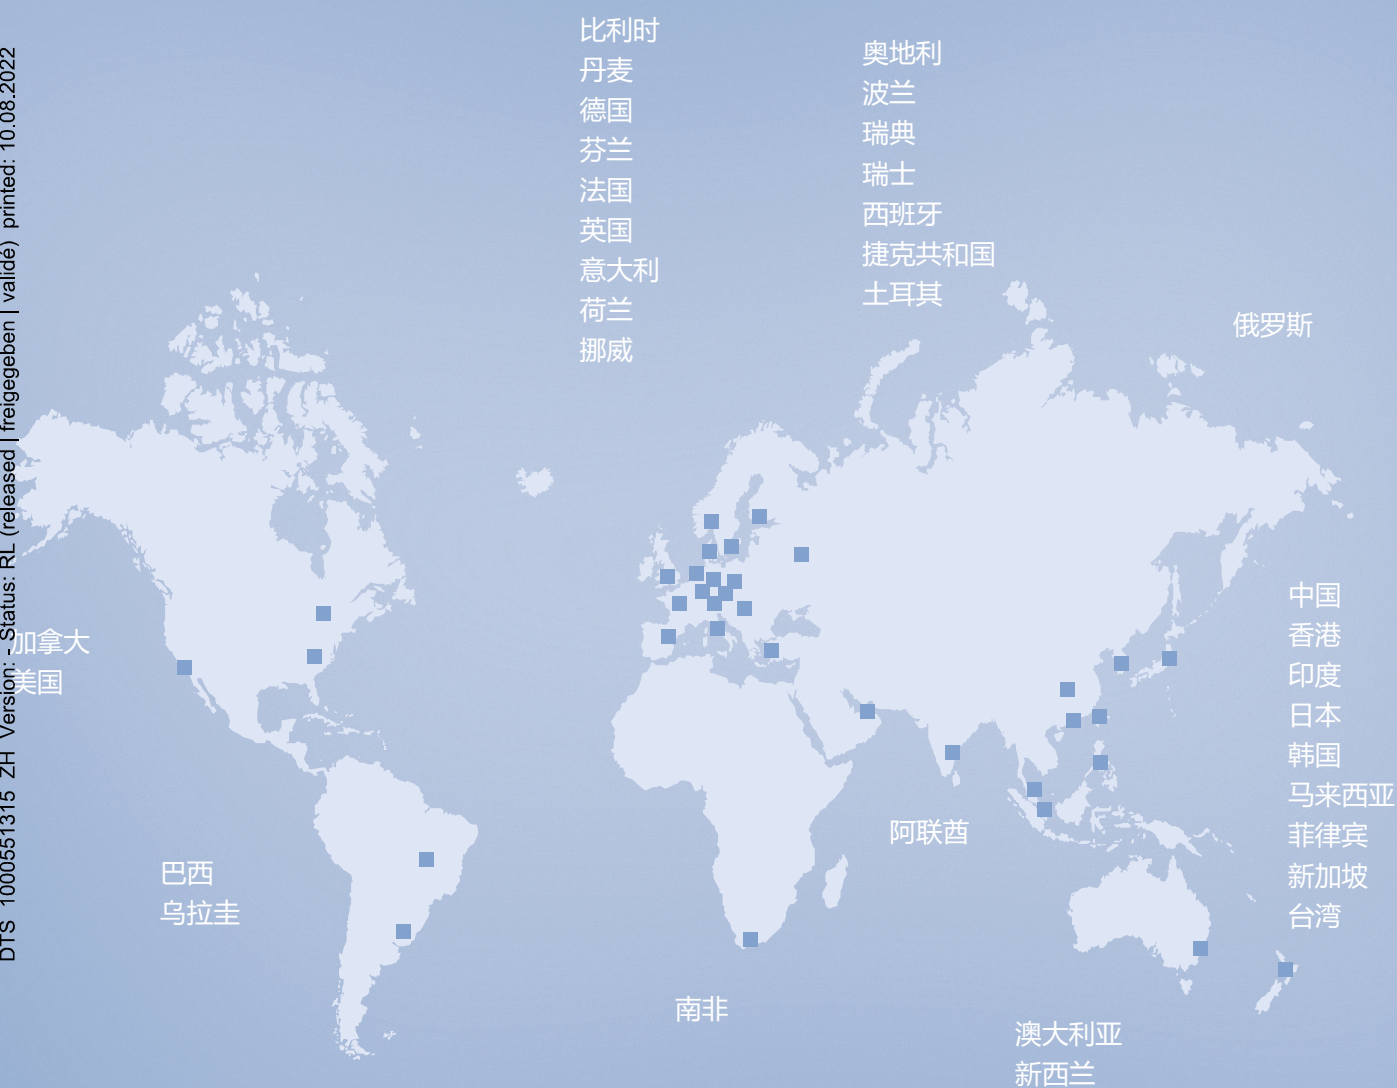 DTS 1000551315 ZH Version: - Status: RL (released | freigegeben | validé) printed: 10.08.2022
比利时
丹麦
德国
芬兰
法国
英国
意大利
荷兰
挪威
奥地利
波兰
瑞典
瑞士
西班牙
捷克共和国
土耳其
俄罗斯
加拿大
美国
中国
香港
印度
日本
韩国
马来西亚
菲律宾
新加坡
台湾
阿联酋
巴西
乌拉圭
南非
澳大利亚
新西兰